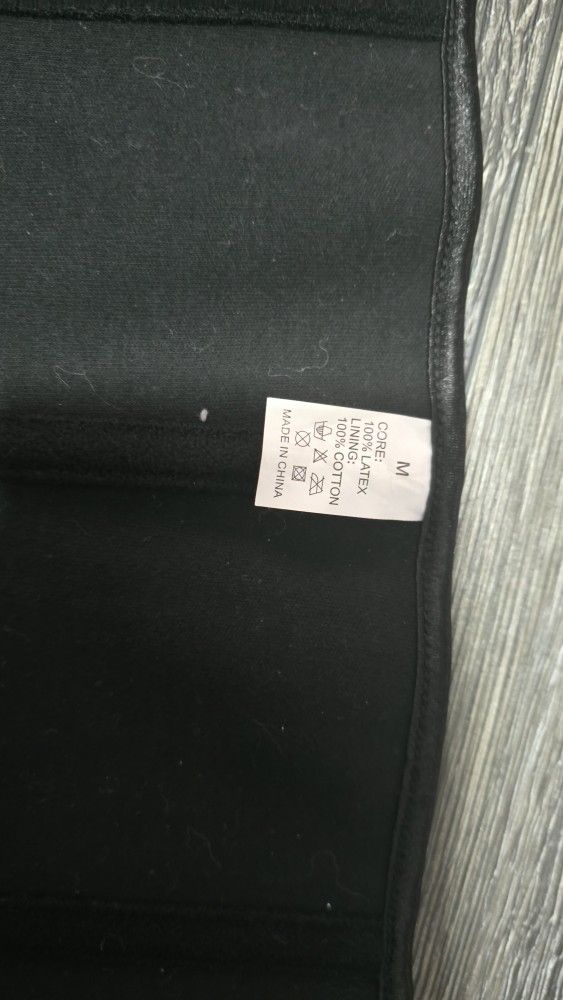 M
CORE:
100% LATEX
LINING:
100% COTTON
MADE IN CHINA